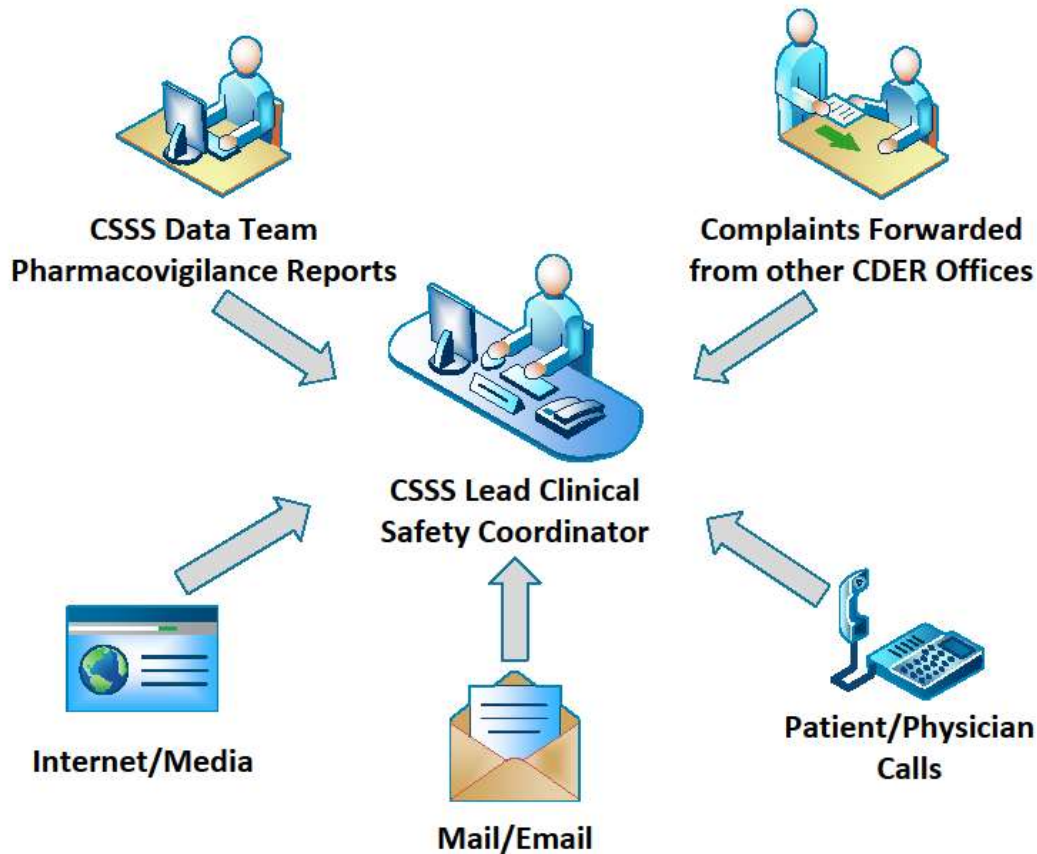 CSSS Data Team
Pharmacovigilance Reports
Complaints Forwarded
from other CDER Offices
CSSS Lead Clinical
Safety Coordinator
Internet/Media
Mail/Email
Patient/Physician
Calls